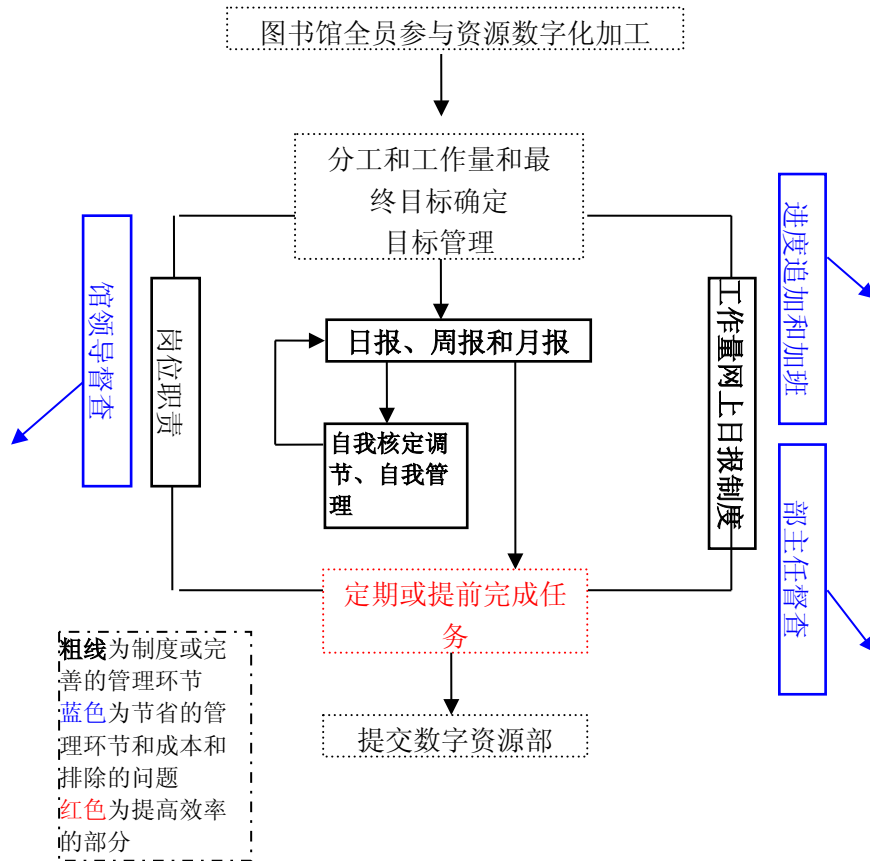 图书馆全员参与资源数字化加工
分工和工作量和最
终目标确定
目标管理
进度追加和加班
馆领导督查
岗位职责
工作量网上日报制度
日报、周报和月报
自我核定调
节、自我管
理
部主任督查
定期或提前完成任
务
粗线为制度或完
善的管理环节
蓝色为节省的管
理环节和成本和
排除的问题
红色为提高效率
的部分
提交数字资源部